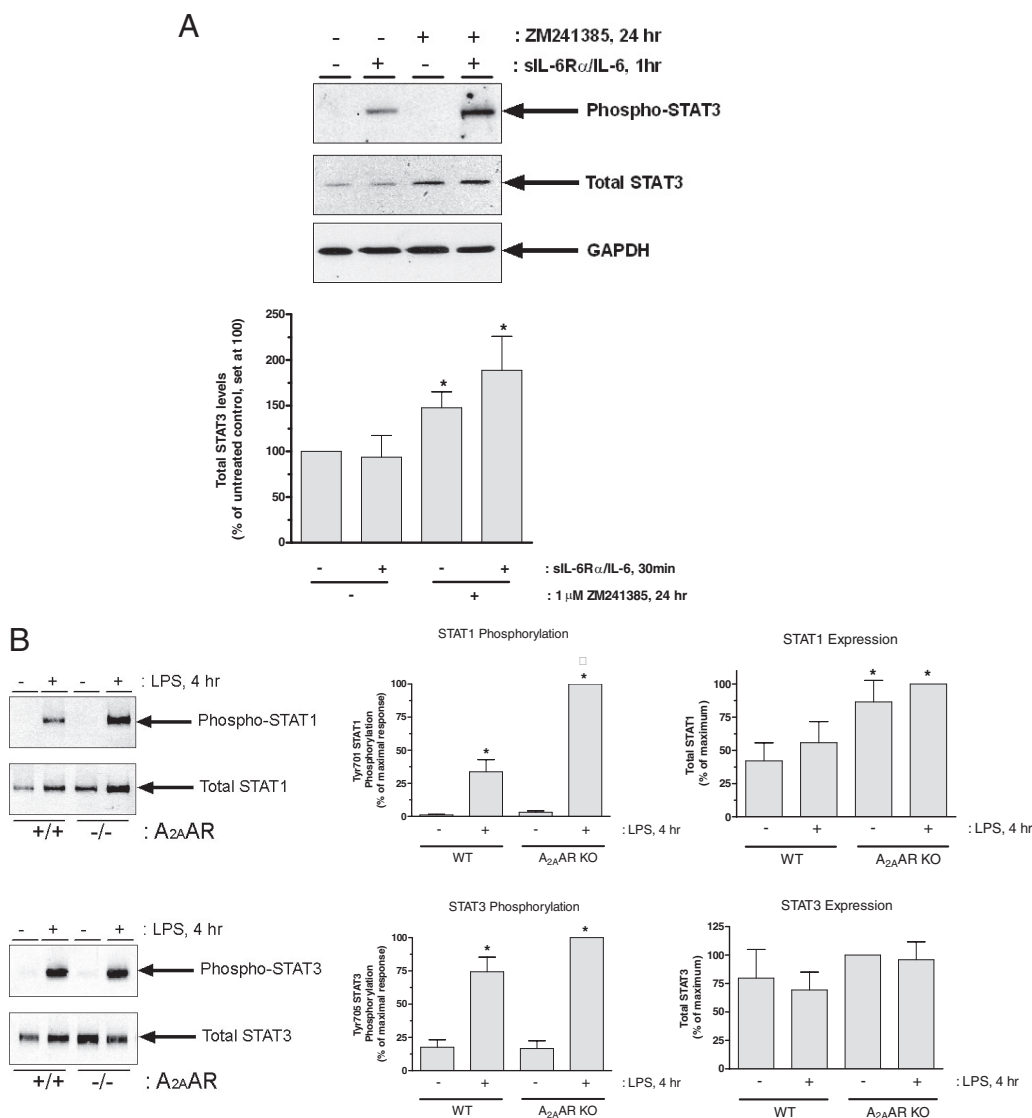 A
- - + + : ZM241385, 24 hr
- + - + : sIL-6Rα/IL-6, 1hr
Phospho-STAT3
Total STAT3
GAPDH
Total STAT3 levels
(% of untreated control, set at 100)
250
200
150
100
50
0
* *
- + - + : sIL-6Rα/IL-6, 30min
- + : 1 μM ZM241385, 24 hr
B
- + - + : LPS, 4 hr
Phospho-STAT1
Total STAT1
+/+ -/- : A2AAR
STAT1 Phosphorylation
Tyr701 STAT1
Phosphorylation
(% of maximal response)
100
75
50
25
0
* □ *
- + - + : LPS, 4 hr
WT A2AAR KO
STAT1 Expression
Total STAT1
(% of maximum)
100
75
50
25
0
* *
- + - + : LPS, 4 hr
WT A2AAR KO
- + - + : LPS, 4 hr
Phospho-STAT3
Total STAT3
+/+ -/- : A2AAR
STAT3 Phosphorylation
Tyr705 STAT3
Phosphorylation
(% of maximal response)
100
75
50
25
0
* *
- + - + : LPS, 4 hr
WT A2AAR KO
STAT3 Expression
Total STAT3
(% of maximum)
125
100
75
50
25
0
- + - + : LPS, 4 hr
WT A2AAR KO